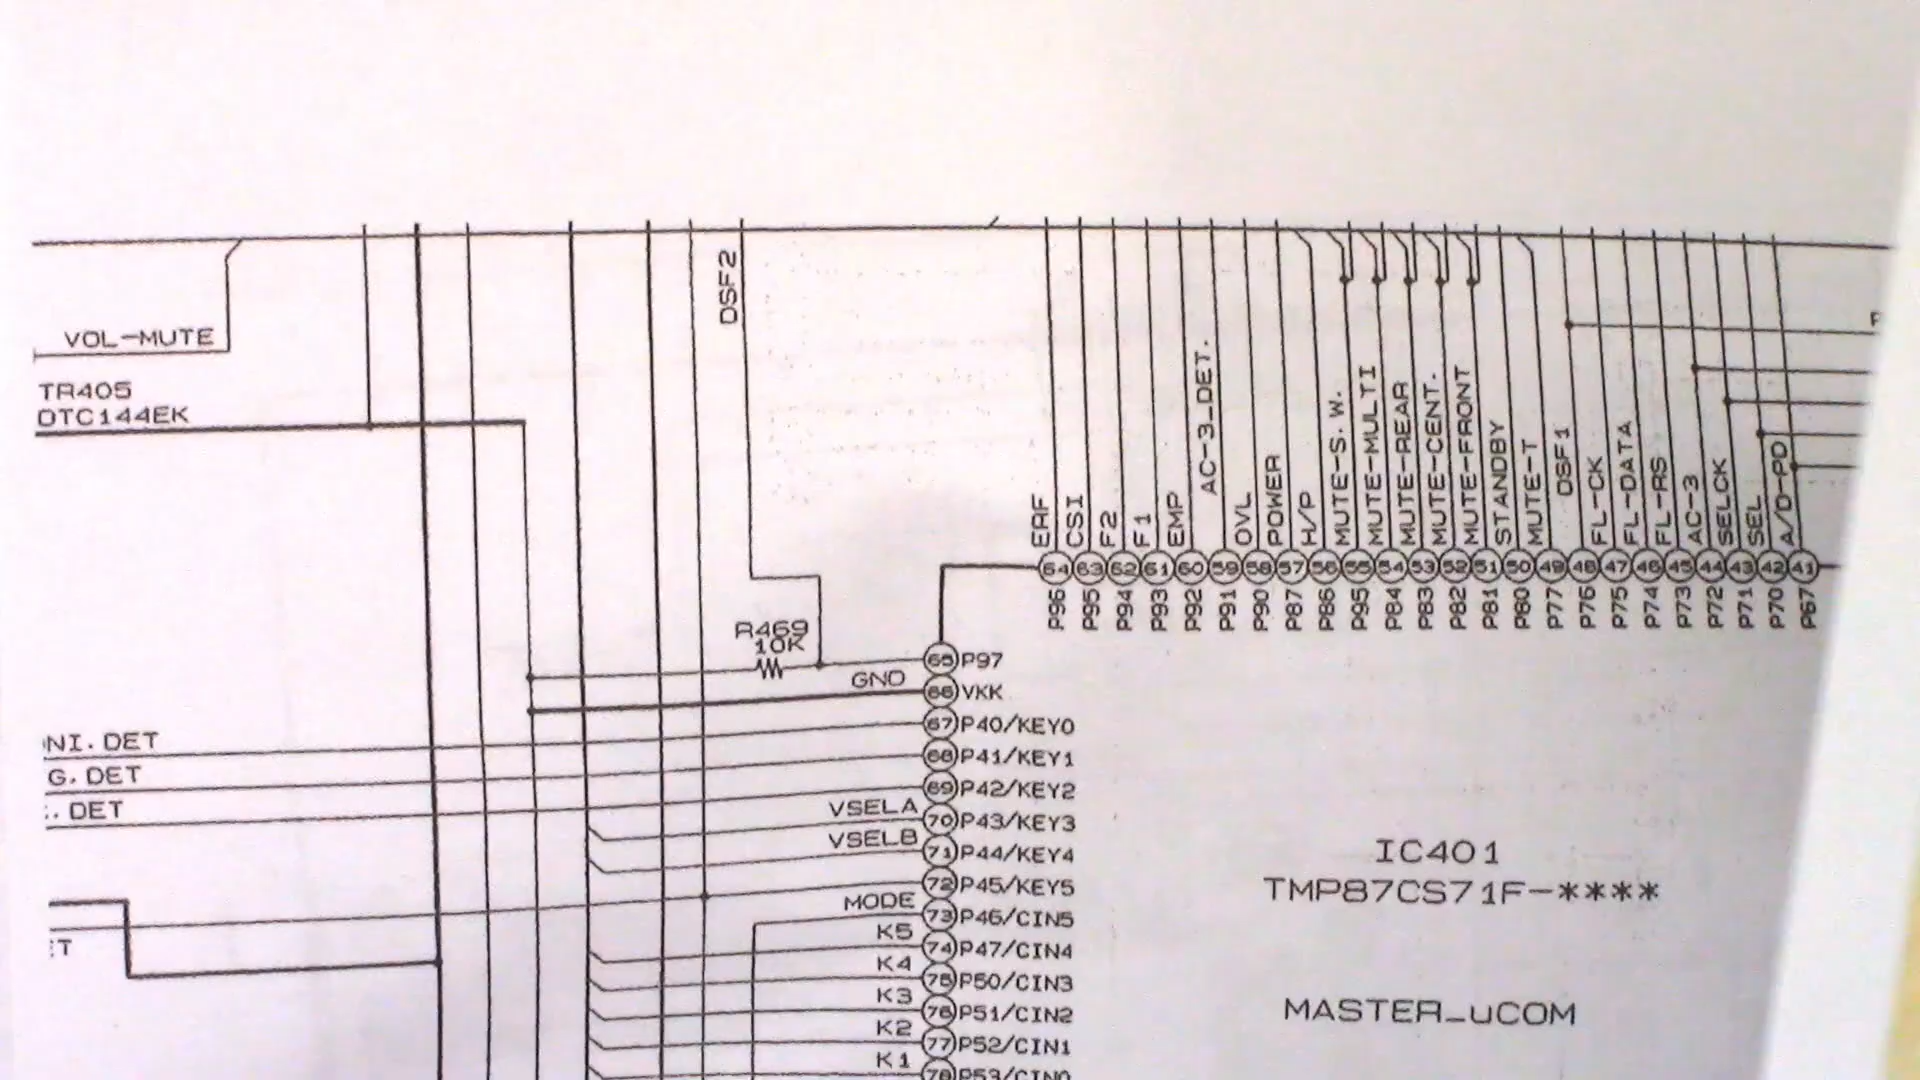 DSF2
VOL-MUTE
TR405
DTC144EK
ERF
CSI
F2
F1
EMP
AC-3_DET.
OVL
POWER
H/P
MUTE-S.W.
MUTE-MULTI
MUTE-REAR
MUTE-CENT.
MUTE-FRONT
STANDBY
MUTE-T
DSF1
FL-CK
FL-DATA
FL-RS
AC-3
SELCK
SEL
A/D-PD
64 63 62 61 60 59 58 57 56 55 54 53 52 51 50 49 48 47 46 45 44 43 42 41
P96 P95 P94 P93 P92 P91 P90 P87 P86 P95 P84 P83 P82 P81 P80 P77 P76 P75 P74 P73 P72 P71 P70 P67
R469
10K
65 P97
GND 66 VKK
NI.DET 67 P40/KEY0
G.DET 68 P41/KEY1
. DET 69 P42/KEY2
VSELA 70 P43/KEY3
VSELB 71 P44/KEY4
72 P45/KEY5
MODE 73 P46/CIN5
K5 74 P47/CIN4
K4 75 P50/CIN3
K3 76 P51/CIN2
K2 77 P52/CIN1
K1 78 P53/CIN0
T
IC401
TMP87CS71F-****
MASTER_uCOM